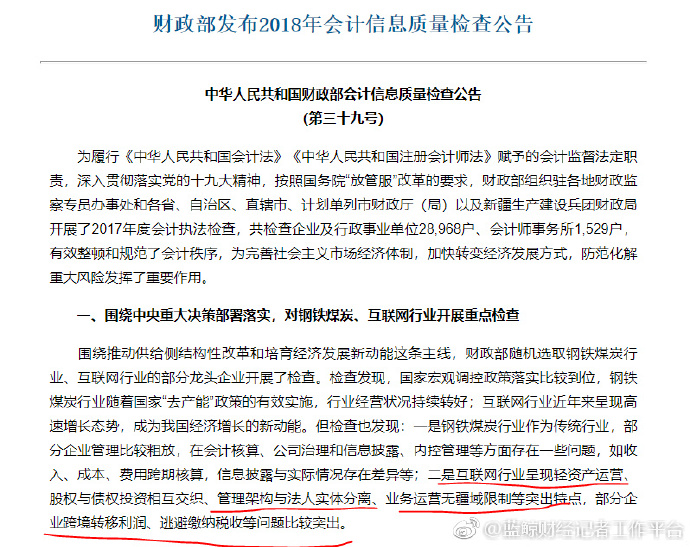 财政部发布2018年会计信息质量检查公告
中华人民共和国财政部会计信息质量检查公告
(第三十九号)
为履行《中华人民共和国会计法》《中华人民共和国注册会计师法》赋予的会计监督法定职
责，深入贯彻落实党的十九大精神，按照国务院“放管服”改革的要求，财政部组织驻各地财政监
察专员办事处和各省、自治区、直辖市、计划单列市财政厅（局）以及新疆生产建设兵团财政局
开展了2017年度会计执法检查，共检查企业及行政事业单位28,968户、会计师事务所1,529户，
有效整顿和规范了会计秩序，为完善社会主义市场经济体制，加快转变经济发展方式，防范化解
重大风险发挥了重要作用。
一、围绕中央重大决策部署落实，对钢铁煤炭、互联网行业开展重点检查
围绕推动供给侧结构性改革和培育经济发展新动能这条主线，财政部随机选取钢铁煤炭行
业、互联网行业的部分龙头企业开展了检查。检查发现，国家宏观调控政策落实比较到位，钢铁
煤炭行业随着国家“去产能”政策的有效实施，行业经营状况持续转好；互联网行业近年来呈现高
速增长态势，成为我国经济增长的新动能。但检查也发现：一是钢铁煤炭行业作为传统行业，部
分企业管理比较粗放，在会计核算、公司治理和信息披露、内控管理等方面存在一些问题，如收
入、成本、费用跨期核算，信息披露与实际情况存在差异等；二是互联网行业呈现轻资产运营、
股权与债权投资相互交织、管理架构与法人实体分离、业务运营无疆域限制等突出特点，部分企
业跨境转移利润、逃避缴纳税收等问题比较突出。
@蓝鲸财经记者工作平台